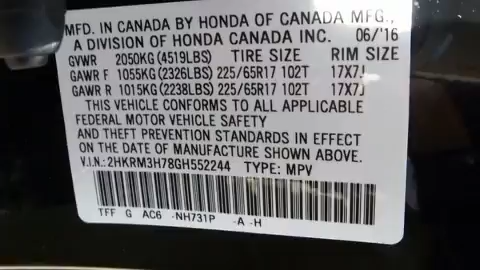 MFD. IN CANADA BY HONDA OF CANADA MFG.,
A DIVISION OF HONDA CANADA INC. 06/'16
GVWR 2050KG (4519LBS) TIRE SIZE RIM SIZE
GAWR F 1055KG (2326LBS) 225/65R17 102T 17X7J
GAWR R 1015KG (2238LBS) 225/65R17 102T 17X7J
THIS VEHICLE CONFORMS TO ALL APPLICABLE
FEDERAL MOTOR VEHICLE SAFETY
AND THEFT PREVENTION STANDARDS IN EFFECT
ON THE DATE OF MANUFACTURE SHOWN ABOVE.
V.I.N.: 2HKRM3H78GH552244 TYPE: MPV
TFF G AC6 -NH731P -A -H